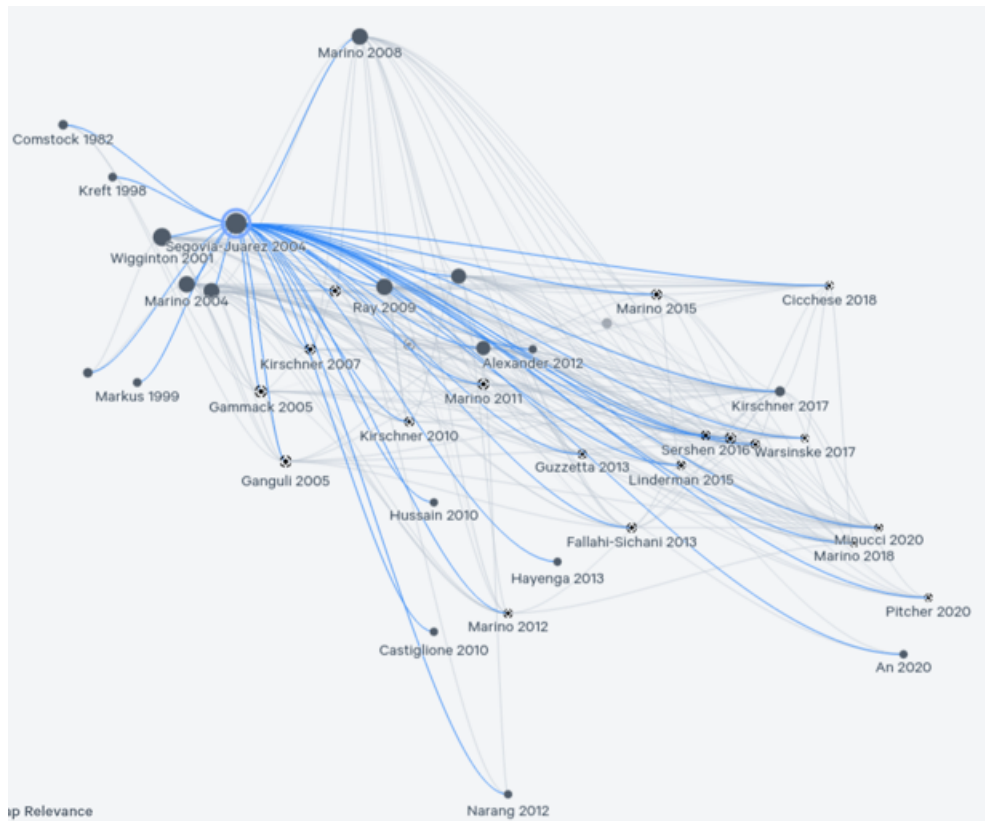 Marino 2008
Comstock 1982
Kreft 1998
Segovia-Juarez 2004
Wigginton 2001
Marino 2004
Ray 2009
Marino 2015
Cicchese 2018
Kirschner 2007
Alexander 2012
Markus 1999
Gammack 2005
Marino 2011
Kirschner 2017
Kirschner 2010
Sershen 2016
Warsinske 2017
Guzzetta 2013
Linderman 2015
Ganguli 2005
Hussain 2010
Fallahi-Sichani 2013
Minucci 2020
Marino 2018
Hayenga 2013
Pitcher 2020
Marino 2012
Castiglione 2010
An 2020
Narang 2012
ap Relevance